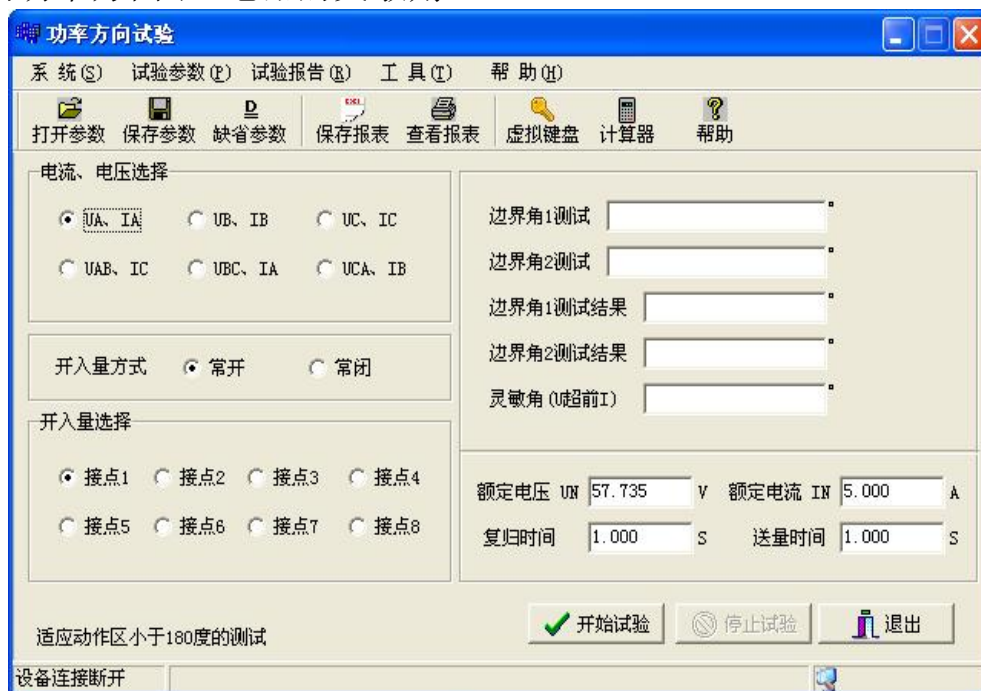 功率方向试验
系 统(S) 试验参数(P) 试验报告(R) 工 具(T) 帮 助(H)
打开参数 保存参数 缺省参数 保存报表 查看报表 虚拟键盘 计算器 帮助
电流、电压选择
UA、IA UB、IB UC、IC
UAB、IC UBC、IA UCA、IB
开入量方式 常开 常闭
开入量选择
接点1 接点2 接点3 接点4
接点5 接点6 接点7 接点8
适应动作区小于180度的测试
边界角1测试 °
边界角2测试 °
边界角1测试结果 °
边界角2测试结果 °
灵敏角(U超前I) °
额定电压 UN 57.735 V 额定电流 IN 5.000 A
复归时间 1.000 S 送量时间 1.000 S
开始试验 停止试验 退出
设备连接断开